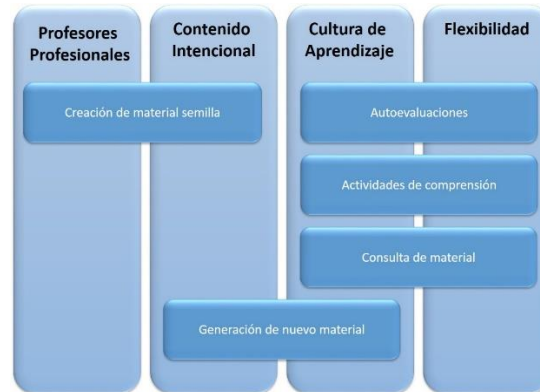 Profesores
Profesionales
Contenido
Intencional
Cultura de
Aprendizaje
Flexibilidad
Creación de material semilla
Autoevaluaciones
Actividades de comprensión
Consulta de material
Generación de nuevo material